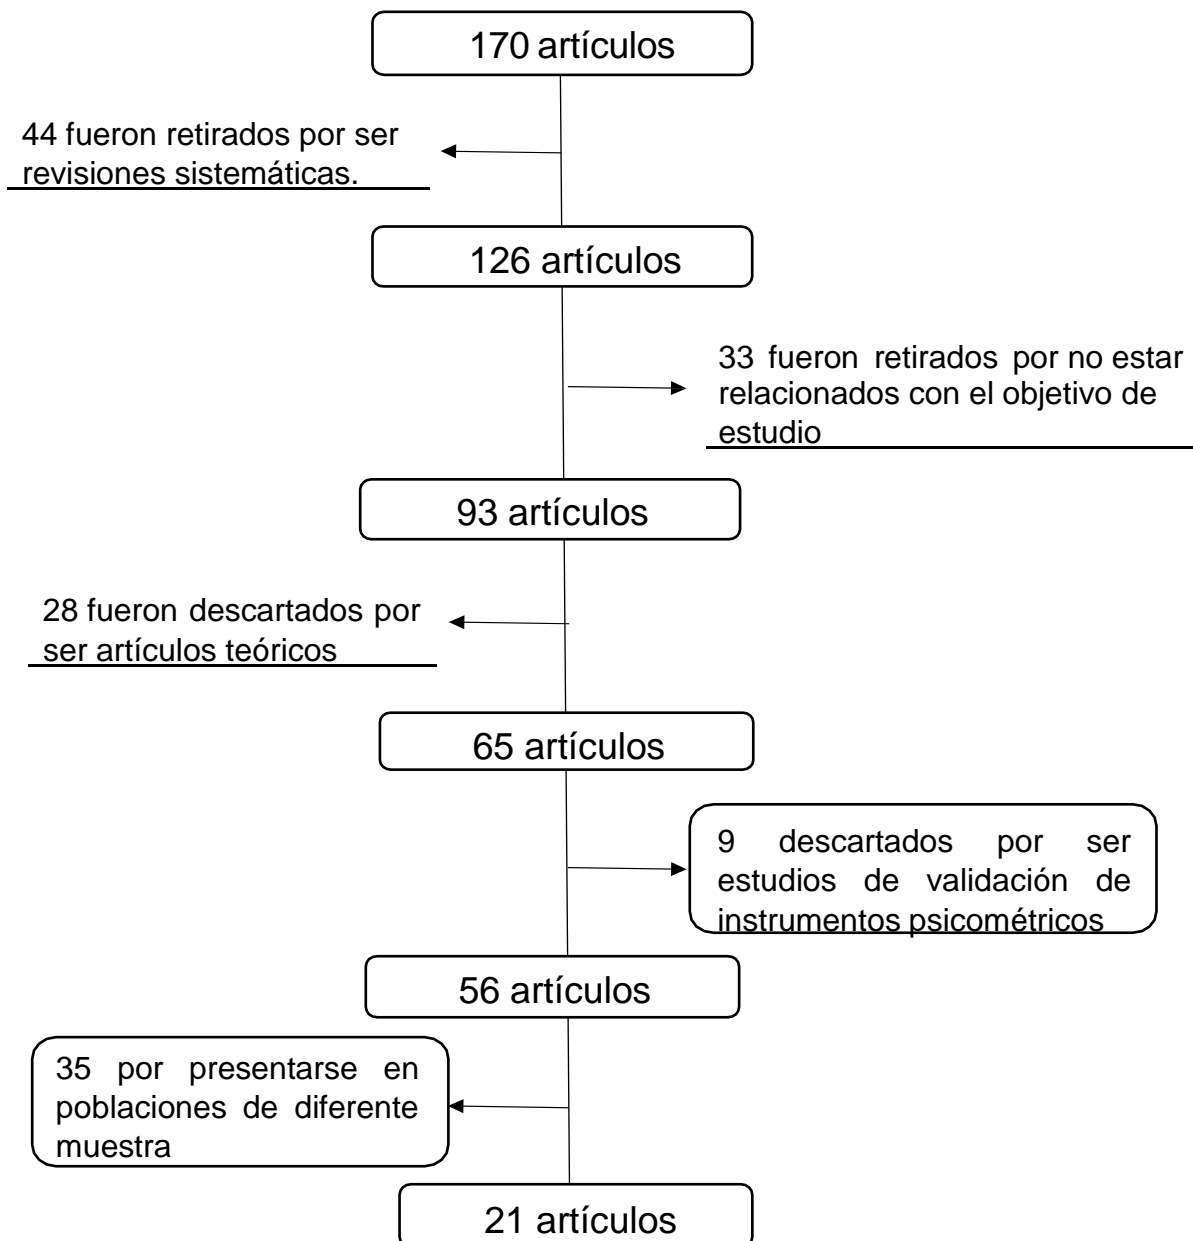 170 artículos
44 fueron retirados por ser
revisiones sistemáticas.
126 artículos
33 fueron retirados por no estar
relacionados con el objetivo de
estudio
93 artículos
28 fueron descartados por
ser artículos teóricos
65 artículos
9 descartados por ser
estudios de validación de
instrumentos psicométricos
56 artículos
35 por presentarse en
poblaciones de diferente
muestra
21 artículos